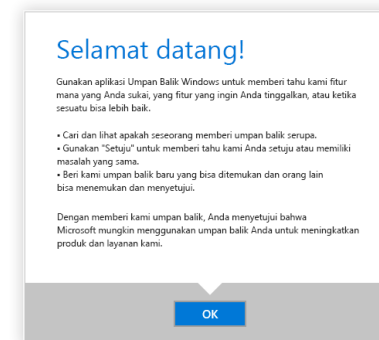 Selamat datang!
Gunakan aplikasi Umpan Balik Windows untuk memberi tahu kami fitur
mana yang Anda sukai, yang fitur yang ingin Anda tinggalkan, atau ketika
sesuatu bisa lebih baik.
• Cari dan lihat apakah seseorang memberi umpan balik serupa.
• Gunakan "Setuju" untuk memberi tahu kami Anda setuju atau memiliki
masalah yang sama.
• Beri kami umpan balik baru yang bisa ditemukan dan orang lain
bisa menemukan dan menyetujui.
Dengan memberi kami umpan balik, Anda menyetujui bahwa
Microsoft mungkin menggunakan umpan balik Anda untuk meningkatkan
produk dan layanan kami.
OK